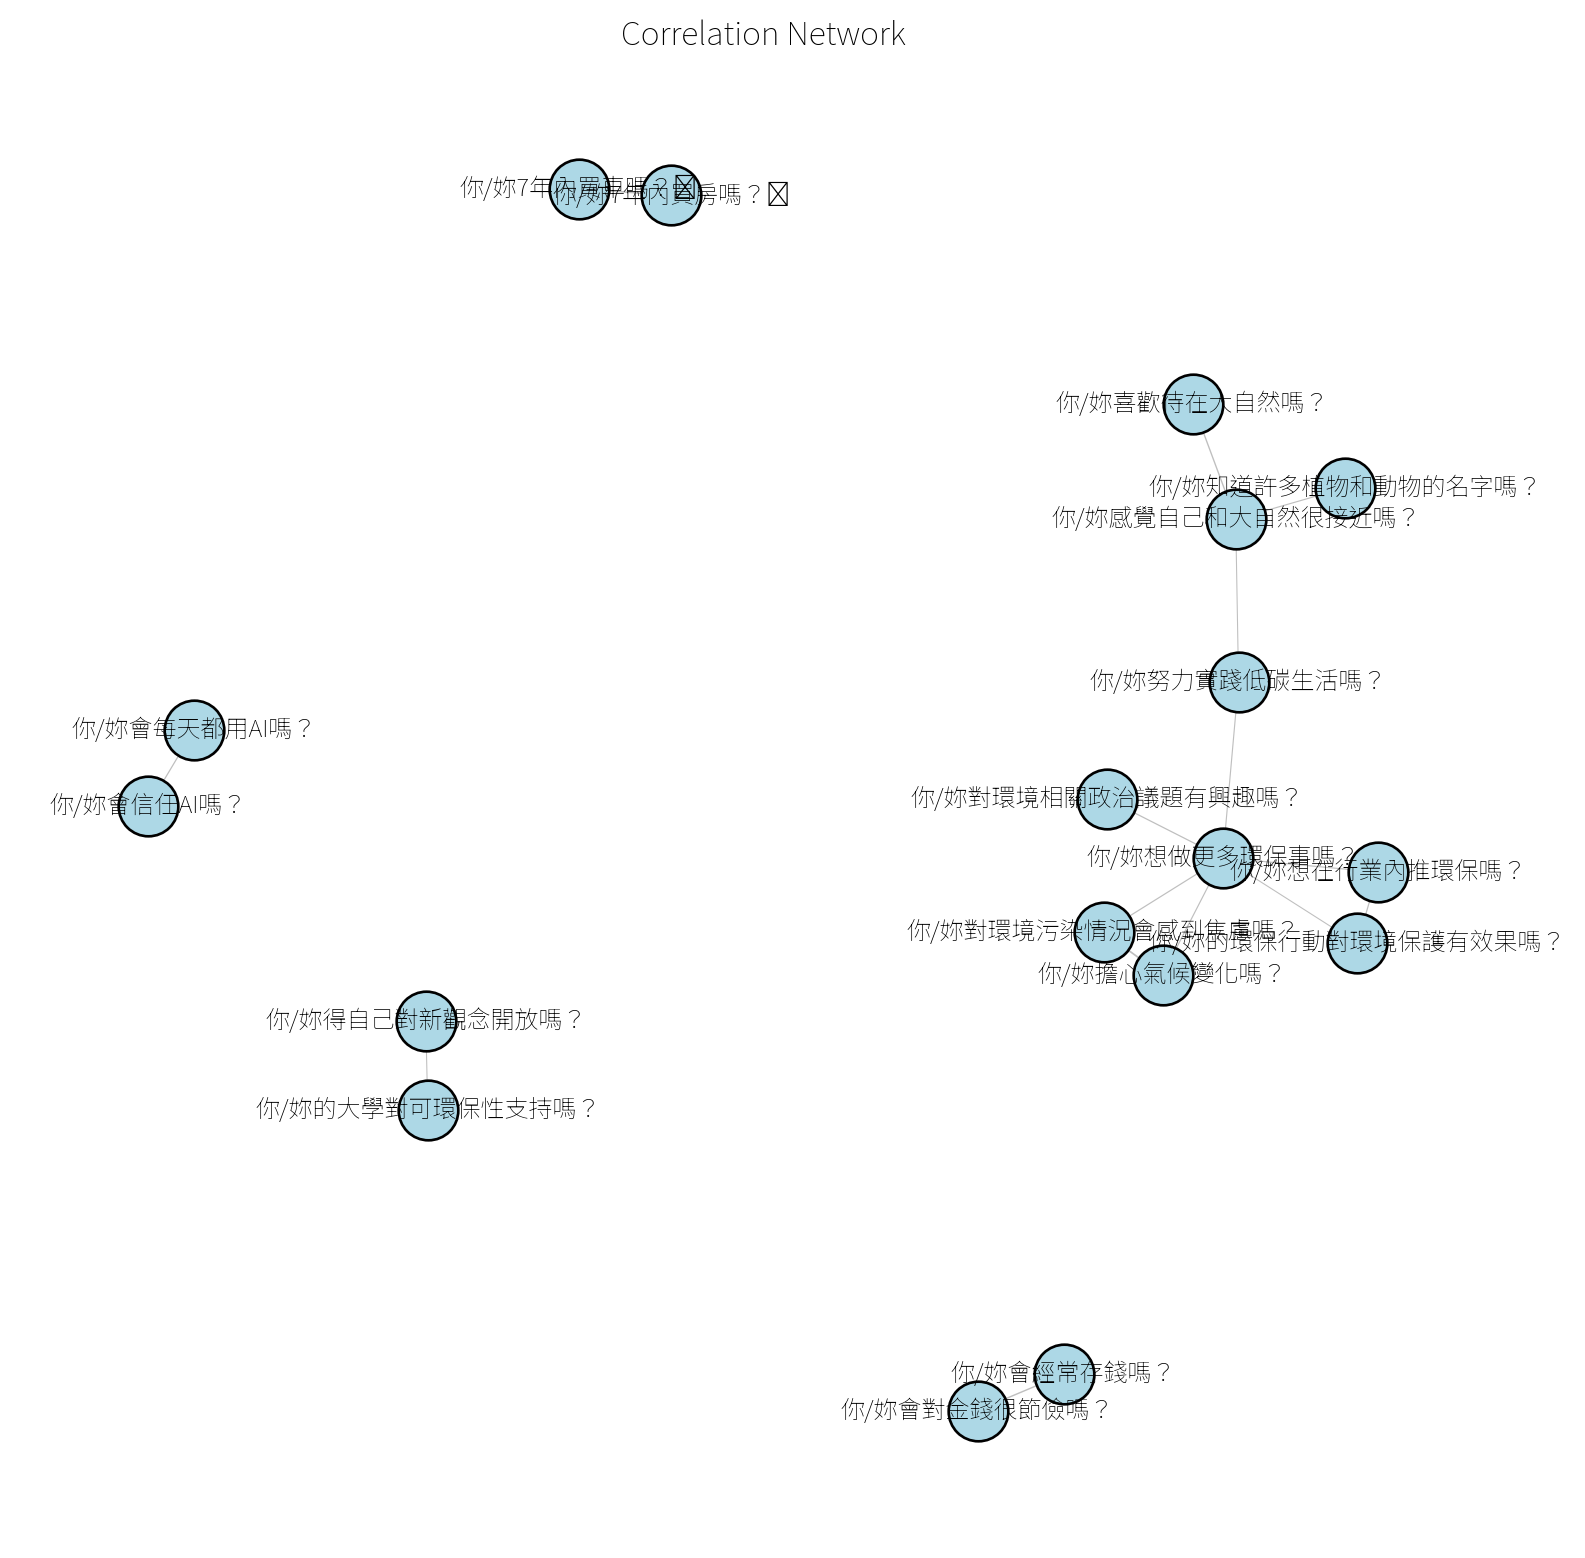 Correlation Network
你/妳7年內買車嗎？
你/妳7年內買房嗎？
你/妳喜歡待在大自然嗎？
你/妳知道許多植物和動物的名字嗎？
你/妳感覺自己和大自然很接近嗎？
你/妳努力實踐低碳生活嗎？
你/妳會每天都用AI嗎？
你/妳對環境相關政治議題有興趣嗎？
你/妳會信任AI嗎？
你/妳想做更多環保事嗎？
你/妳想在行業內推環保嗎？
你/妳對環境污染情況會感到焦慮嗎？
你/妳的環保行動對環境保護有效果嗎？
你/妳擔心氣候變化嗎？
你/妳得自己對新觀念開放嗎？
你/妳的大學對可環保性支持嗎？
你/妳會經常存錢嗎？
你/妳會對金錢很節儉嗎？